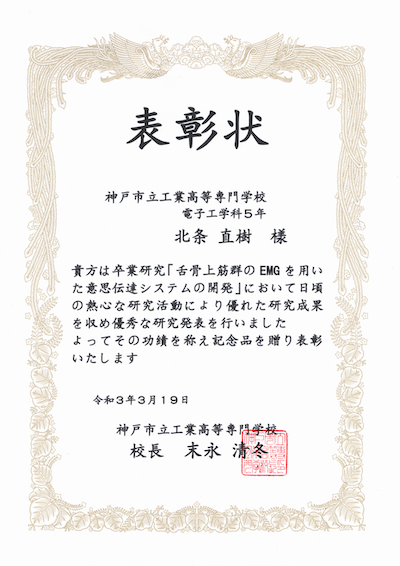 表彰状
神戸市立工業高等専門学校
電子工学科5年
北条 直樹 様
貴方は卒業研究「舌骨上筋群のEMGを用い
た意思伝達システムの開発」において日頃
の熱心な研究活動により優れた研究成果
を収め優秀な研究発表を行いました
よってその功績を称え記念品を贈り表彰
いたします
令和3年3月19日
神戸市立工業高等専門学校
校長 末永 清冬